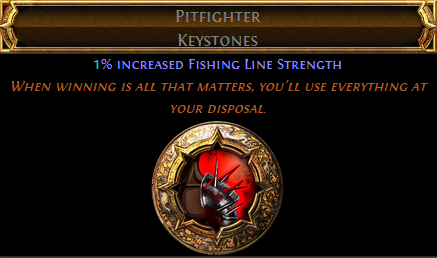 Pitfighter
Keystones
1% increased Fishing Line Strength
When winning is all that matters, you'll use everything at
your disposal.